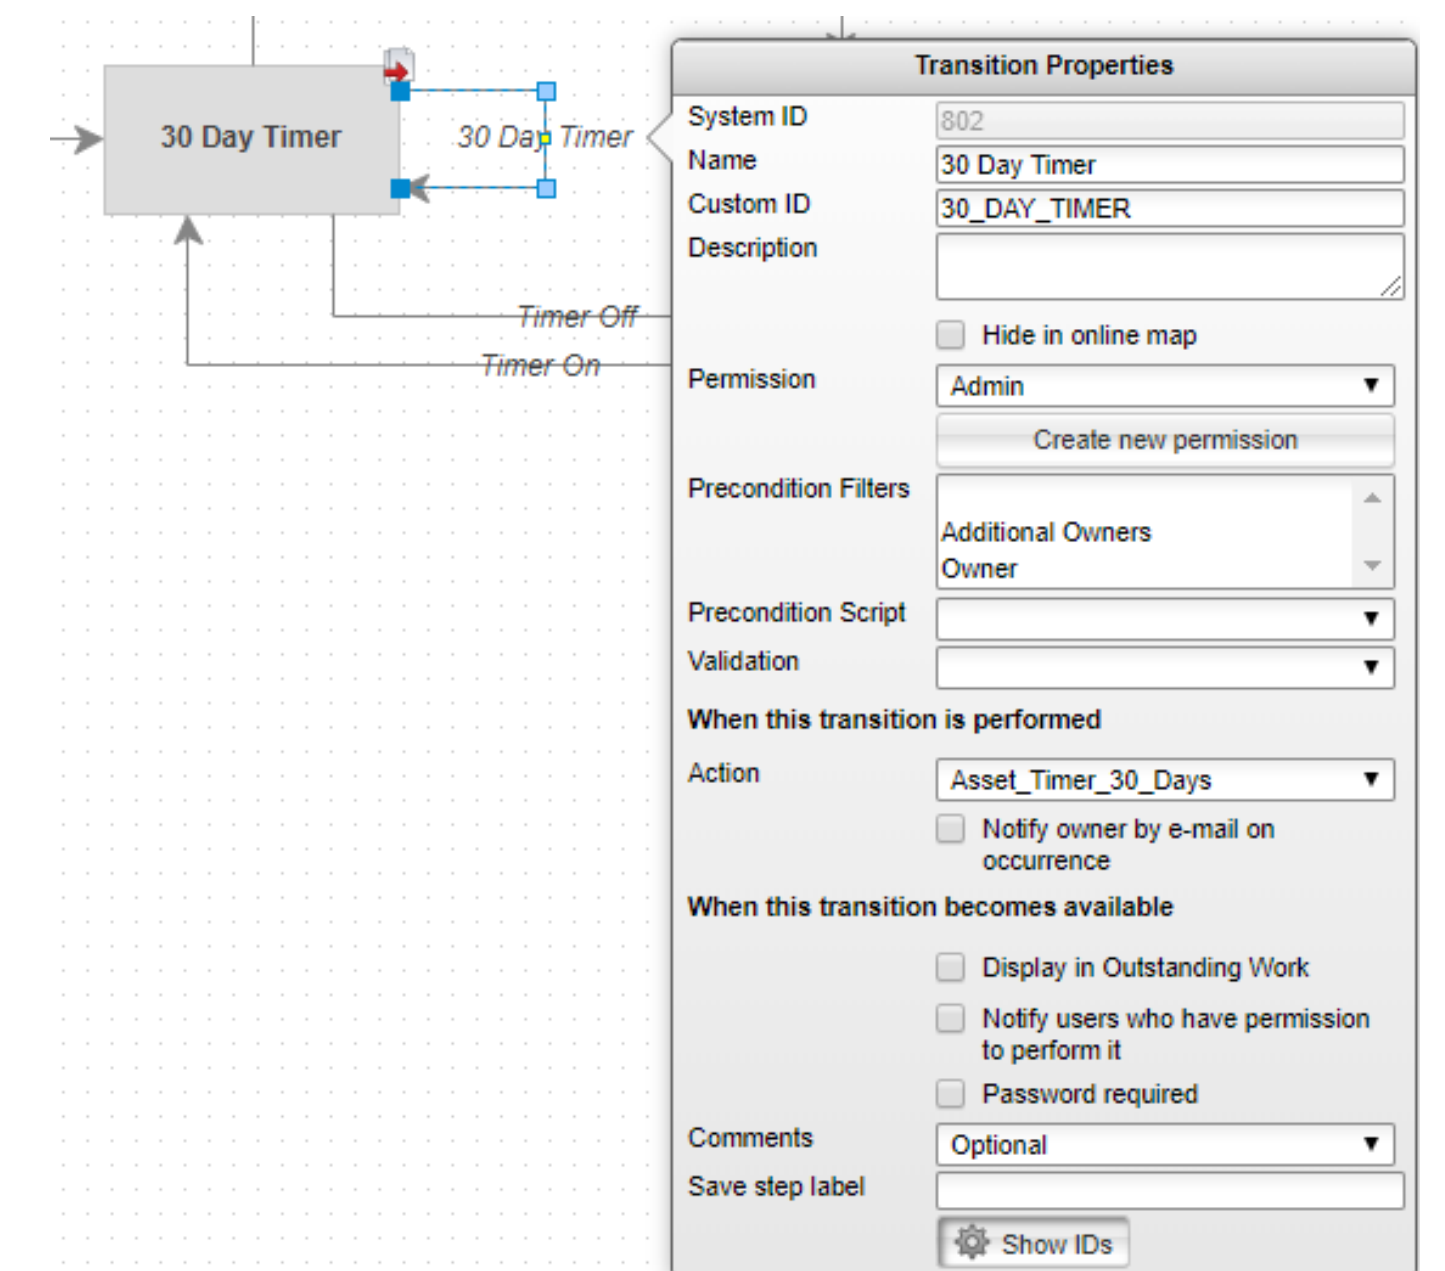 30 Day Timer
30 Day Timer
Timer Off
Timer On
Transition Properties
System ID
802
Name
30 Day Timer
Custom ID
30_DAY_TIMER
Description
Hide in online map
Permission
Admin
Create new permission
Precondition Filters
Additional Owners
Owner
Precondition Script
Validation
When this transition is performed
Action
Asset_Timer_30_Days
Notify owner by e-mail on
occurrence
When this transition becomes available
Display in Outstanding Work
Notify users who have permission
to perform it
Password required
Comments
Optional
Save step label
Show IDs